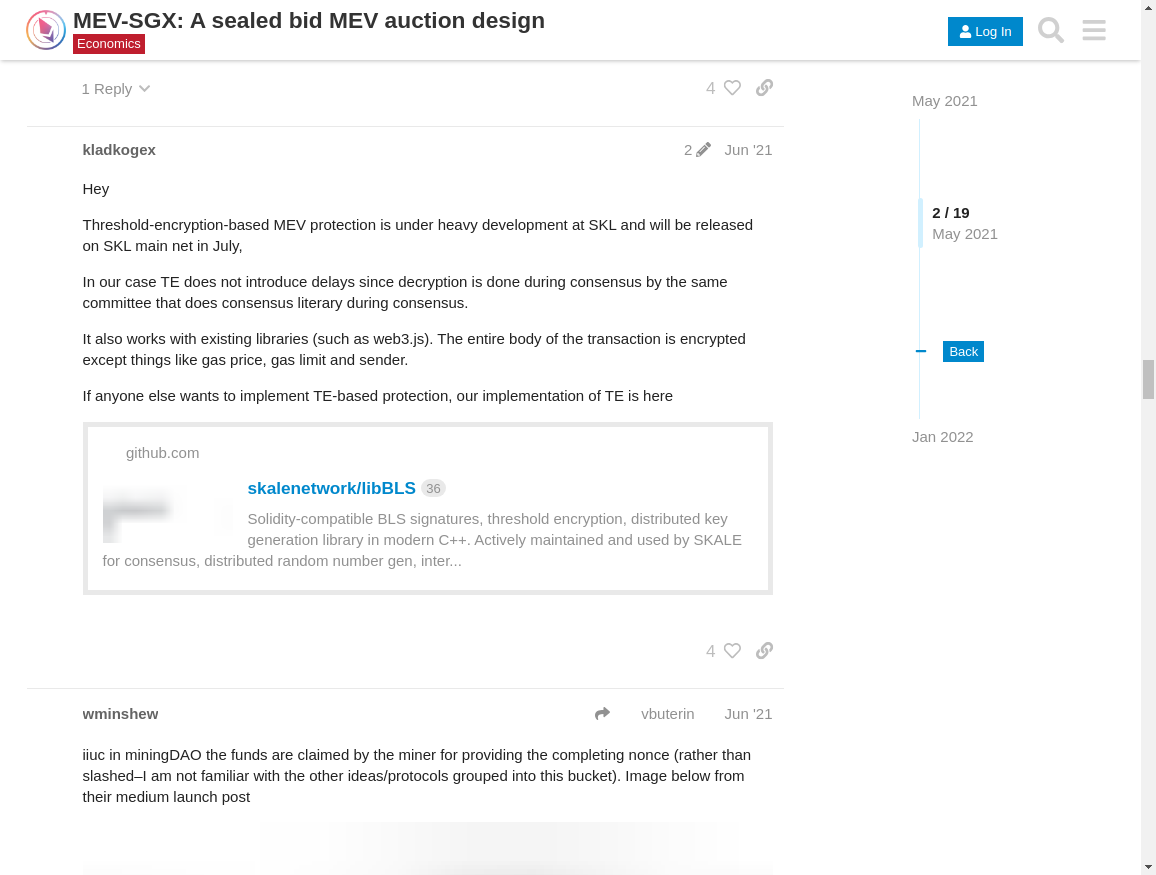 MEV-SGX: A sealed bid MEV auction design
Economics
Log In
1 Reply
4
May 2021
kladkogex
2
Jun '21
Hey
Threshold-encryption-based MEV protection is under heavy development at SKL and will be released
on SKL main net in July,
2 / 19
May 2021
In our case TE does not introduce delays since decryption is done during consensus by the same
committee that does consensus literary during consensus.
It also works with existing libraries (such as web3.js). The entire body of the transaction is encrypted
except things like gas price, gas limit and sender.
Back
If anyone else wants to implement TE-based protection, our implementation of TE is here
Jan 2022
github.com
skalenetwork/libBLS 36
Solidity-compatible BLS signatures, threshold encryption, distributed key
generation library in modern C++. Actively maintained and used by SKALE
for consensus, distributed random number gen, inter...
4
wminshew
vbuterin
Jun '21
iiuc in miningDAO the funds are claimed by the miner for providing the completing nonce (rather than
slashed–I am not familiar with the other ideas/protocols grouped into this bucket). Image below from
their medium launch post